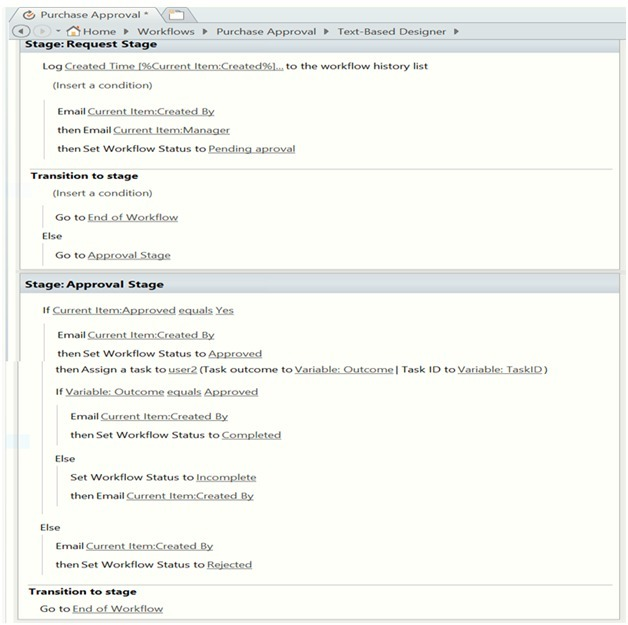 Purchase Approval *
Home Workflows Purchase Approval Text-Based Designer
Stage: Request Stage
Log Created Time [%Current Item:Created%]... to the workflow history list
(Insert a condition)
Email Current Item:Created By
then Email Current Item:Manager
then Set Workflow Status to Pending aproval
Transition to stage
(Insert a condition)
Go to End of Workflow
Else
Go to Approval Stage
Stage: Approval Stage
If Current Item:Approved equals Yes
Email Current Item:Created By
then Set Workflow Status to Approved
then Assign a task to user2 (Task outcome to Variable: Outcome | Task ID to Variable: TaskID )
If Variable: Outcome equals Approved
Email Current Item:Created By
then Set Workflow Status to Completed
Else
Set Workflow Status to Incomplete
then Email Current Item:Created By
Else
Email Current Item:Created By
then Set Workflow Status to Rejected
Transition to stage
Go to End of Workflow